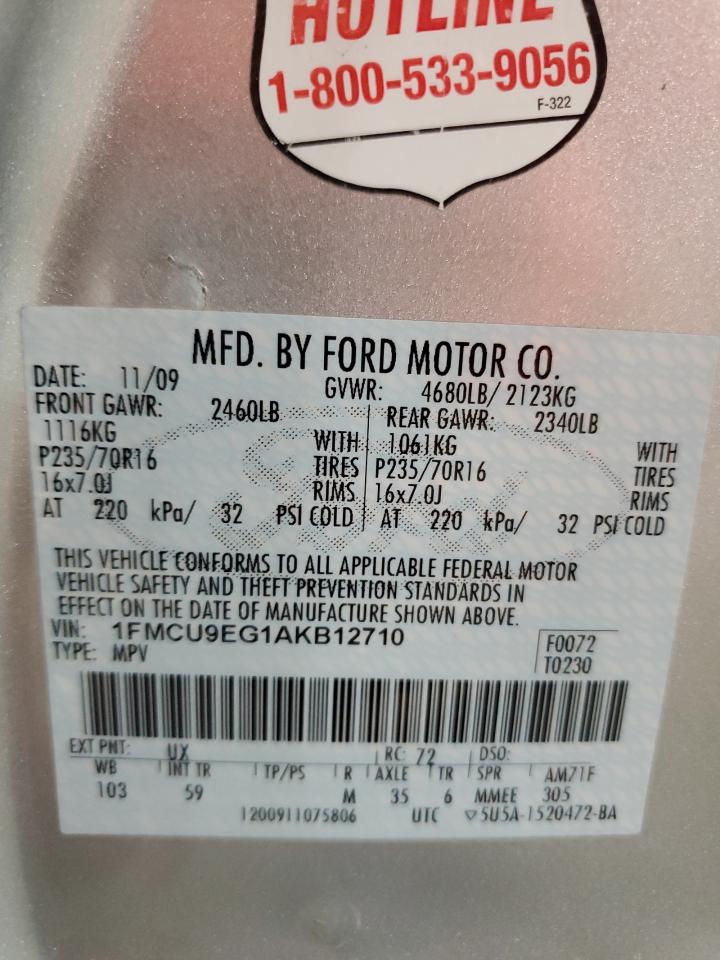 HOTLINE
1-800-533-9056
F-322
MFD. BY FORD MOTOR CO.
DATE: 11/09 GVWR: 4680LB/ 2123KG
FRONT GAWR: 2460LB REAR GAWR: 2340LB
1116KG WITH 1061KG WITH
P235/70R16 TIRES P235/70R16 TIRES
16x7.0J RIMS 16x7.0J RIMS
AT 220 kPa/ 32 PSI COLD AT 220 kPa/ 32 PSI COLD
THIS VEHICLE CONFORMS TO ALL APPLICABLE FEDERAL MOTOR
VEHICLE SAFETY AND THEFT PREVENTION STANDARDS IN
EFFECT ON THE DATE OF MANUFACTURE SHOWN ABOVE.
VIN: 1FMCU9EG1AKB12710 F0072
TYPE: MPV T0230
EXT PNT: UX RC: 72 DSO:
WB INT TR TP/PS R AXLE TR SPR AM71F
103 59 M 35 6 MMEE 305
1200911075806 UTC ▽5U5A-1520472-BA